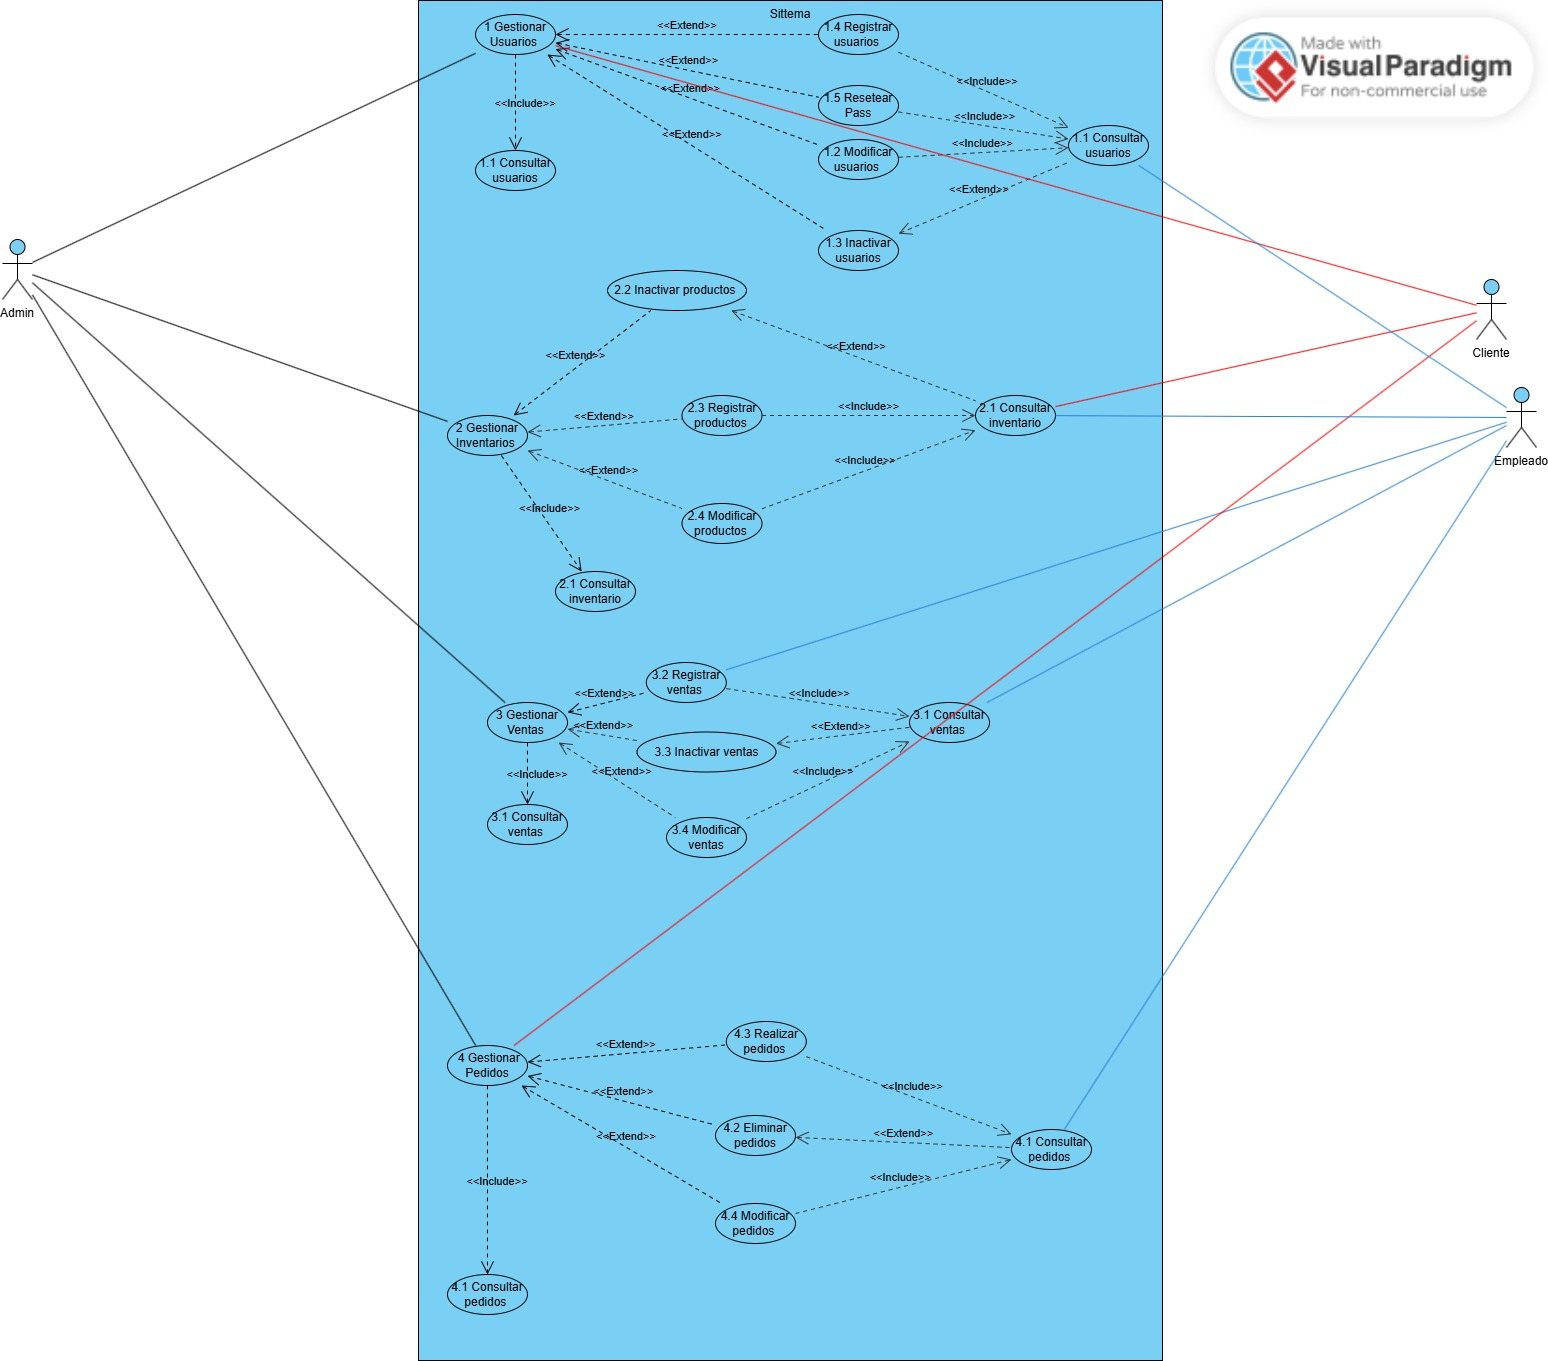 Sittema
Made with
VisualParadigm
For non-commercial use
1 Gestionar
Usuarios
<<Extend>>
1.4 Registrar
usuarios
<<Extend>>
<<Include>>
<<Extend>>
1.5 Resetear
Pass
<<Include>>
<<Include>>
<<Extend>>
1.1 Consultar
usuarios
<<Include>>
1.2 Modificar
usuarios
1.1 Consultar
usuarios
<<Extend>>
1.3 Inactivar
usuarios
Admin
2.2 Inactivar productos
Cliente
<<Extend>>
<<Extend>>
2.3 Registrar
productos
<<Extend>>
<<Include>>
2.1 Consultar
inventario
2 Gestionar
Inventarios
Empleado
<<Extend>>
<<Include>>
<<Include>>
2.4 Modificar
productos
2.1 Consultar
inventario
3.2 Registrar
ventas
<<Extend>>
<<Include>>
3 Gestionar
Ventas
<<Extend>>
<<Extend>>
3.1 Consultar
ventas
3.3 Inactivar ventas
<<Include>>
<<Extend>>
<<Include>>
3.1 Consultar
ventas
3.4 Modificar
ventas
4 Gestionar
Pedidos
<<Extend>>
4.3 Realizar
pedidos
<<Extend>>
<<Include>>
4.2 Eliminar
pedidos
<<Extend>>
<<Extend>>
4.1 Consultar
pedidos
<<Include>>
<<Include>>
4.4 Modificar
pedidos
4.1 Consultar
pedidos